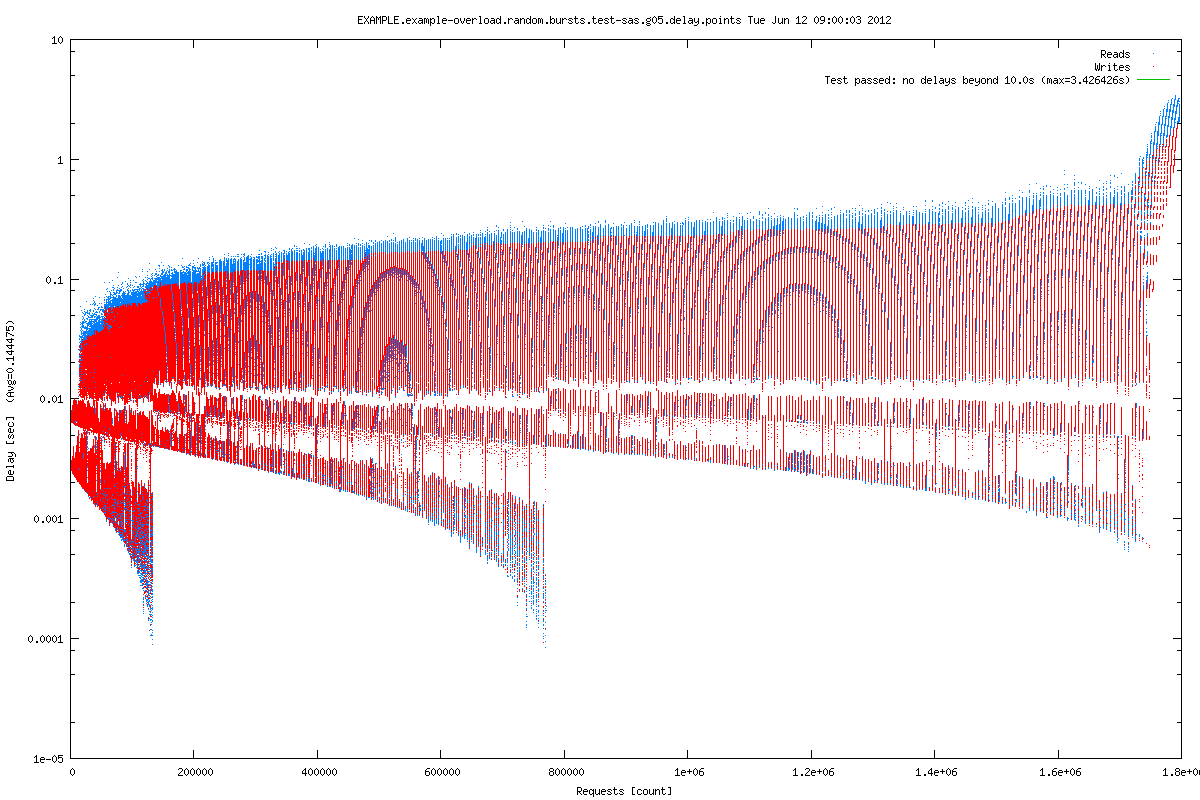 EXAMPLE.example-overload.random.bursts.test-sas.g05.delay.points Tue Jun 12 09:00:03 2012
Reads
Writes
Test passed: no delays beyond 10.0s (max=3.426426s)
10
1
0.1
0.01
0.001
0.0001
1e-05
Delay [sec] (Avg=0.144475)
0 200000 400000 600000 800000 1e+06 1.2e+06 1.4e+06 1.6e+06 1.8e+0
Requests [count]